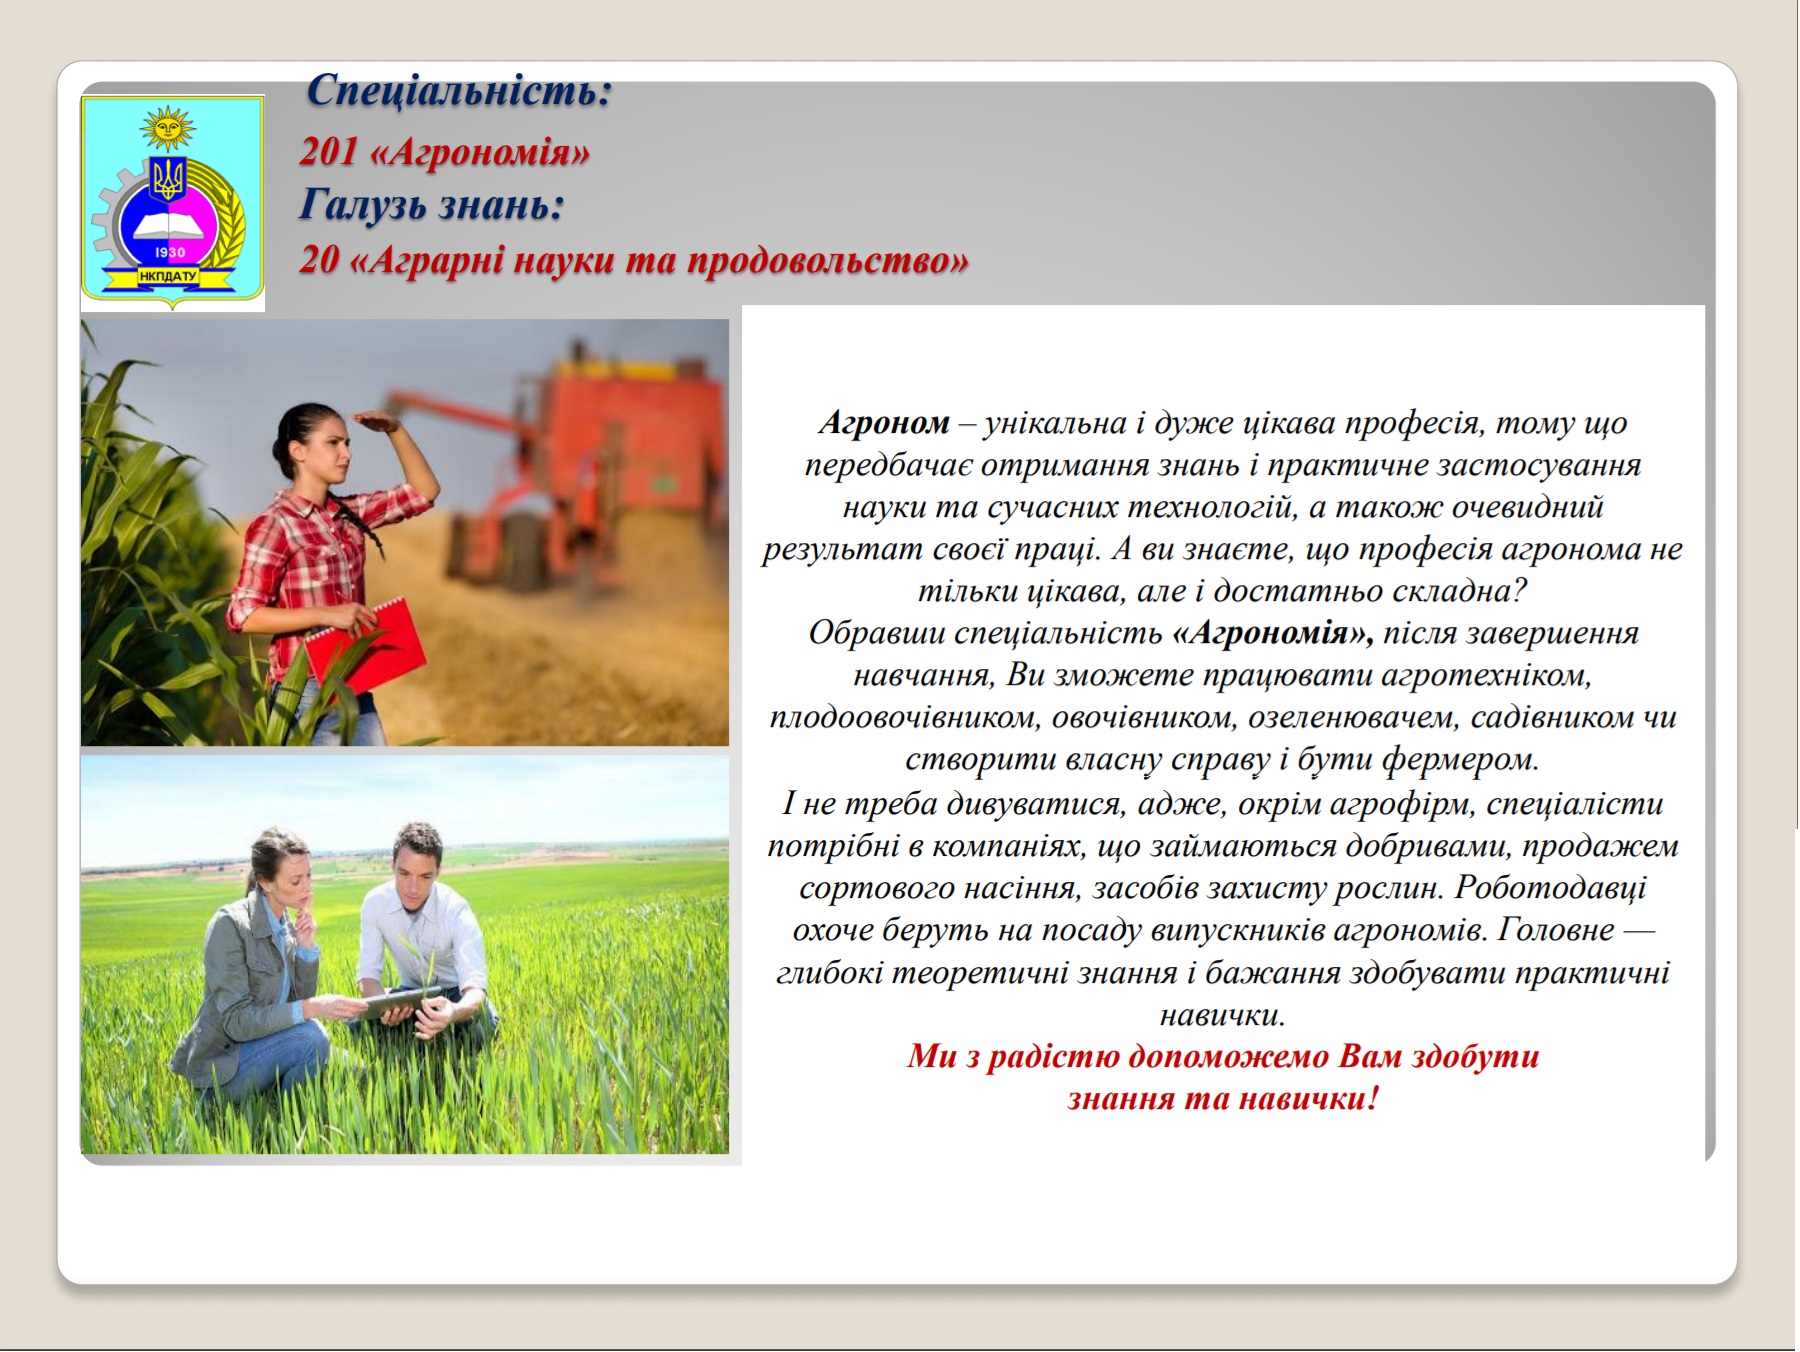 Спеціальність:
201 «Агрономія»
Галузь знань:
20 «Аграрні науки та продовольство»
1930
НКПДАТУ
Агроном – унікальна і дуже цікава професія, тому що
передбачає отримання знань і практичне застосування
науки та сучасних технологій, а також очевидний
результат своєї праці. А ви знаєте, що професія агронома не
тільки цікава, але і достатньо складна?
Обравши спеціальність «Агрономія», після завершення
навчання, Ви зможете працювати агротехніком,
плодоовочівником, овочівником, озеленювачем, садівником чи
створити власну справу і бути фермером.
І не треба дивуватися, адже, окрім агрофірм, спеціалісти
потрібні в компаніях, що займаються добривами, продажем
сортового насіння, засобів захисту рослин. Роботодавці
охоче беруть на посаду випускників агрономів. Головне —
глибокі теоретичні знання і бажання здобувати практичні
навички.
Ми з радістю допоможемо Вам здобути
знання та навички!